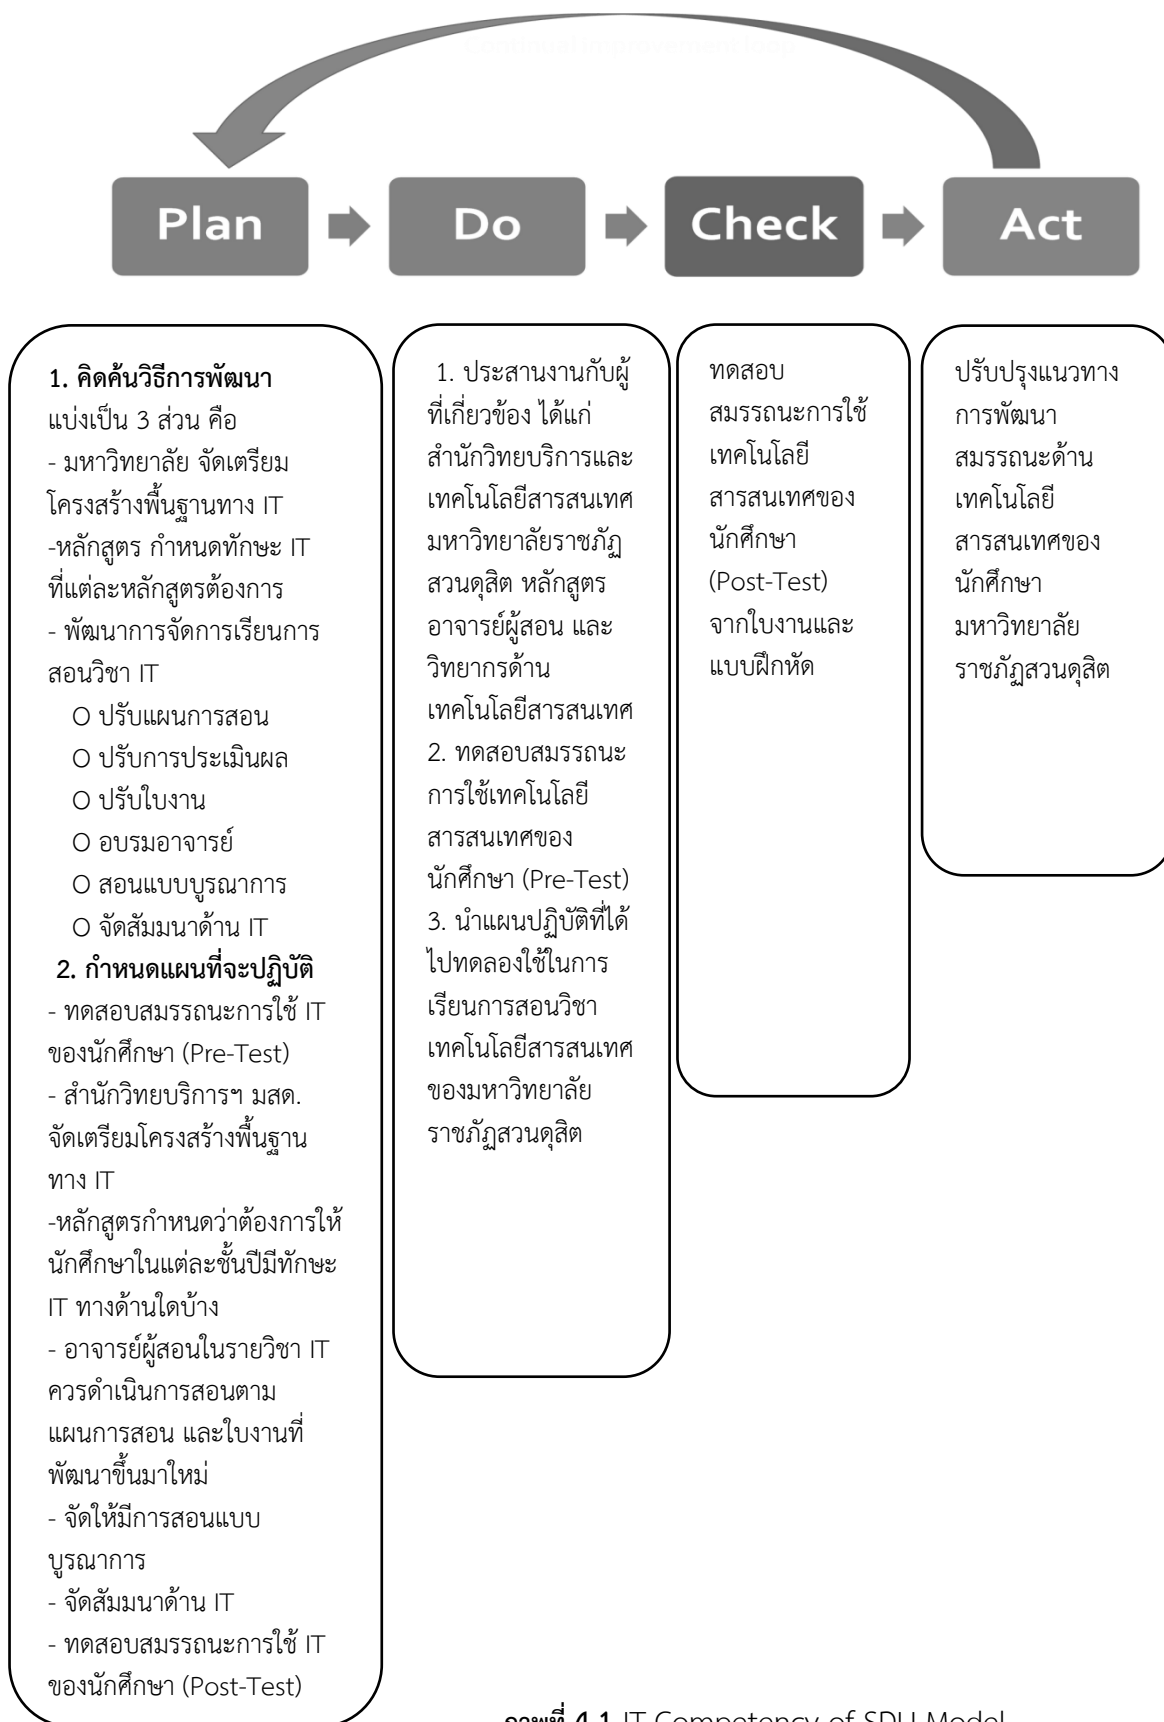 Plan
Do
Check
Act
1. คิดค้นวิธีการพัฒนา
แบ่งเป็น 3 ส่วน คือ
- มหาวิทยาลัย จัดเตรียม
โครงสร้างพื้นฐานทาง IT
-หลักสูตร กำหนดทักษะ IT
ที่แต่ละหลักสูตรต้องการ
- พัฒนาการจัดการเรียนการ
สอนวิชา IT
O ปรับแผนการสอน
O ปรับการประเมินผล
O ปรับใบงาน
O อบรมอาจารย์
O สอนแบบบูรณาการ
O จัดสัมมนาด้าน IT
2. กำหนดแผนที่จะปฏิบัติ
- ทดสอบสมรรถนะการใช้ IT
ของนักศึกษา (Pre-Test)
- สำนักวิทยบริการฯ มสด.
จัดเตรียมโครงสร้างพื้นฐาน
ทาง IT
-หลักสูตรกำหนดว่าต้องการให้
นักศึกษาในแต่ละชั้นปีมีทักษะ
IT ทางด้านใดบ้าง
- อาจารย์ผู้สอนในรายวิชา IT
ควรดำเนินการสอนตาม
แผนการสอน และใบงานที่
พัฒนาขึ้นมาใหม่
- จัดให้มีการสอนแบบ
บูรณาการ
- จัดสัมมนาด้าน IT
- ทดสอบสมรรถนะการใช้ IT
ของนักศึกษา (Post-Test)
1. ประสานงานกับผู้
ที่เกี่ยวข้อง ได้แก่
สำนักวิทยบริการและ
เทคโนโลยีสารสนเทศ
มหาวิทยาลัยราชภัฏ
สวนดุสิต หลักสูตร
อาจารย์ผู้สอน และ
วิทยากรด้าน
เทคโนโลยีสารสนเทศ
2. ทดสอบสมรรถนะ
การใช้เทคโนโลยี
สารสนเทศของ
นักศึกษา (Pre-Test)
3. นำแผนปฏิบัติที่ได้
ไปทดลองใช้ในการ
เรียนการสอนวิชา
เทคโนโลยีสารสนเทศ
ของมหาวิทยาลัย
ราชภัฏสวนดุสิต
ทดสอบ
สมรรถนะการใช้
เทคโนโลยี
สารสนเทศของ
นักศึกษา
(Post-Test)
จากใบงานและ
แบบฝึกหัด
ปรับปรุงแนวทาง
การพัฒนา
สมรรถนะด้าน
เทคโนโลยี
สารสนเทศของ
นักศึกษา
มหาวิทยาลัย
ราชภัฏสวนดุสิต
ภาพที่ 4.1 IT Competency of SDU Model